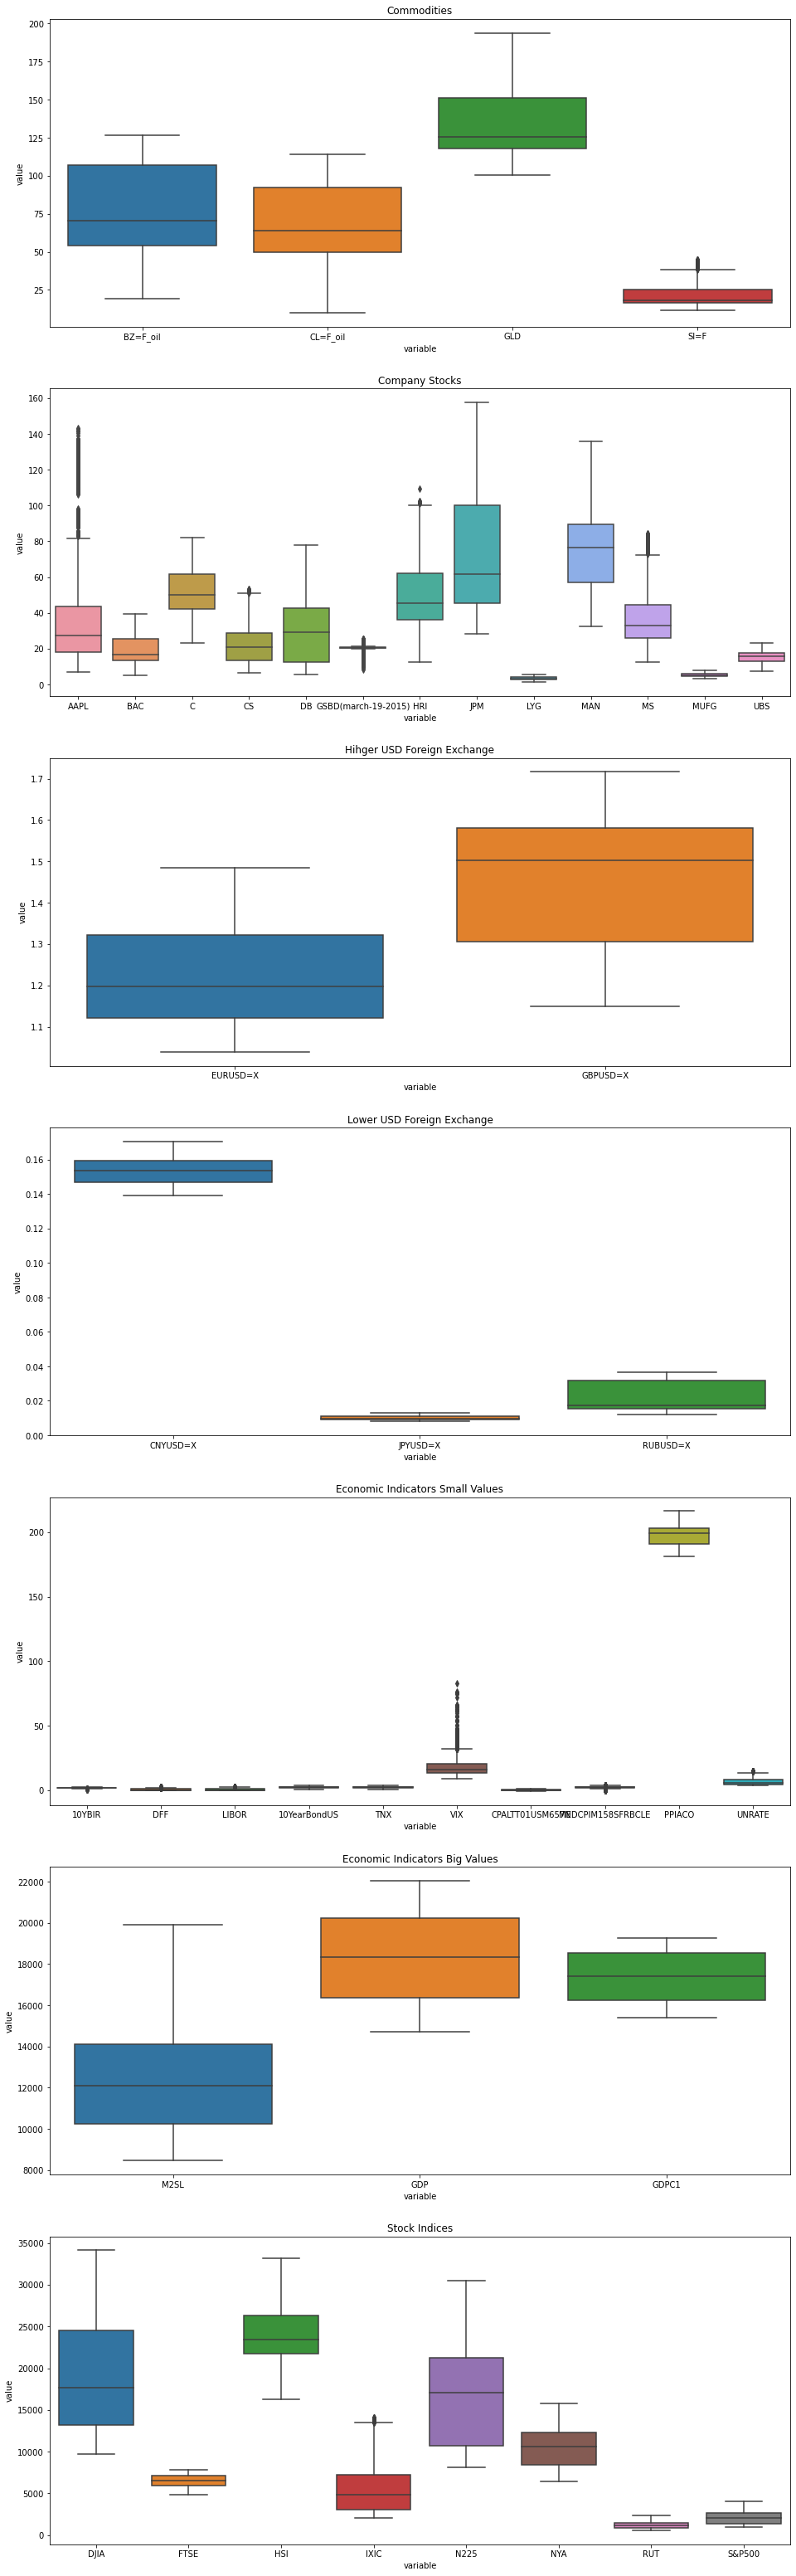 Commodities
200
175
150
125
100
75
50
25
value
BZ=F_oil CL=F_oil GLD SI=F
variable
Company Stocks
160
140
120
100
80
60
40
20
0
value
AAPL BAC C CS DB GSBD(march-19-2015) HRI JPM LYG MAN MS MUFG UBS
variable
Hihger USD Foreign Exchange
1.7
1.6
1.5
1.4
1.3
1.2
1.1
value
EURUSD=X GBPUSD=X
variable
Lower USD Foreign Exchange
0.16
0.14
0.12
0.10
0.08
0.06
0.04
0.02
0.00
value
CNYUSD=X JPYUSD=X RUBUSD=X
variable
Economic Indicators Small Values
200
150
100
50
0
value
10YBIR DFF LIBOR 10YearBondUS TNX VIX PPIACO UNRATE
variable
Economic Indicators Big Values
22000
20000
18000
16000
14000
12000
10000
8000
value
M2SL GDP GDPC1
variable
Stock Indices
35000
30000
25000
20000
15000
10000
5000
0
value
DJIA FTSE HSI IXIC N225 NYA RUT S&P500
variable